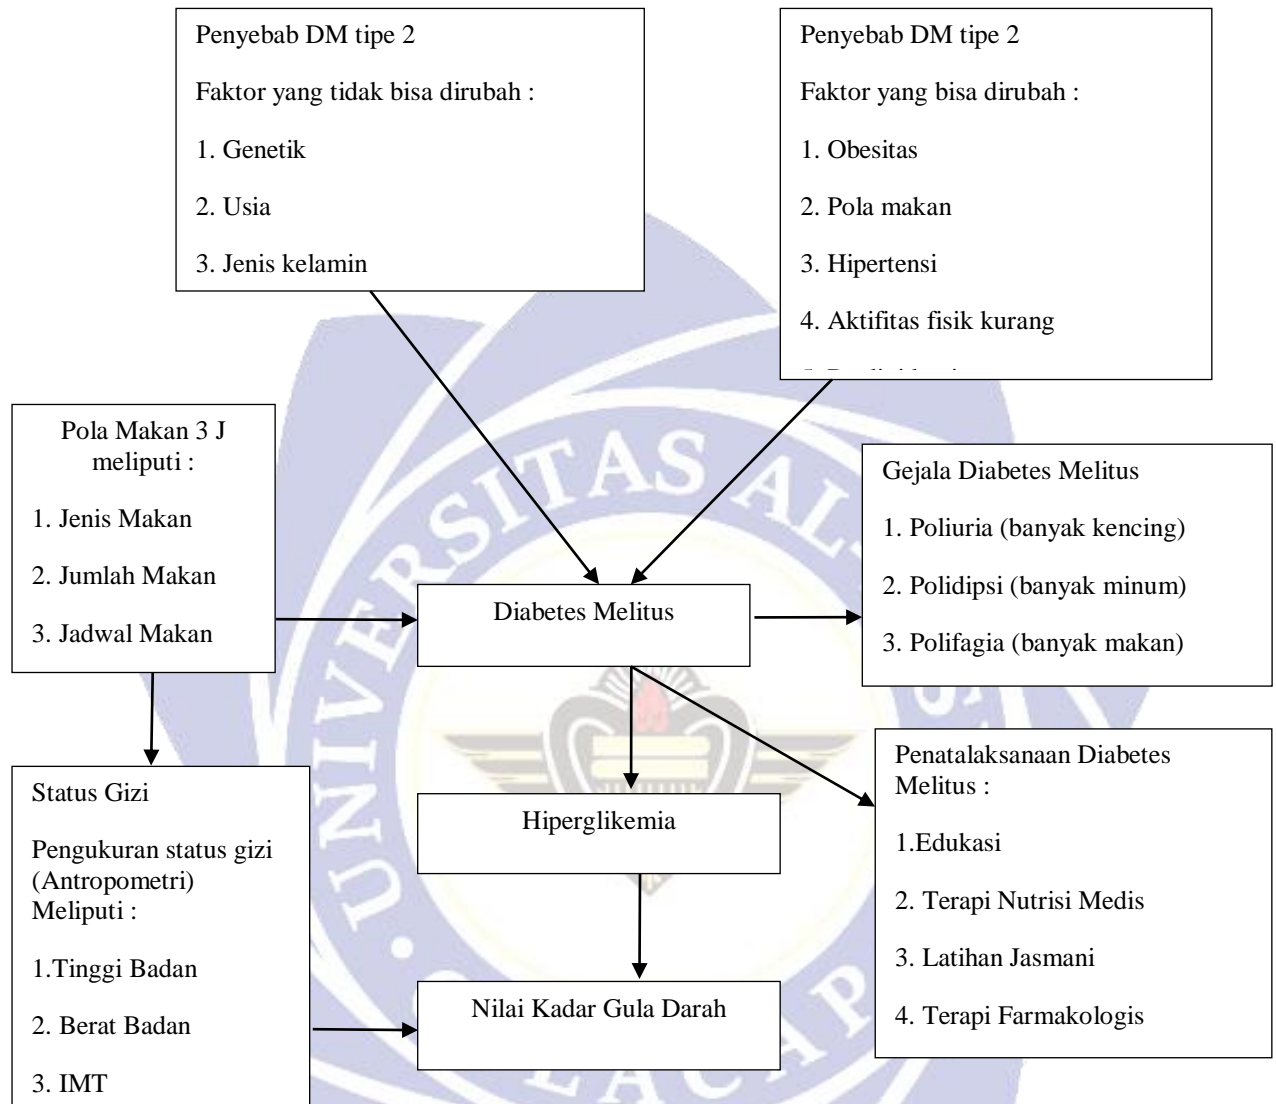 Penyebab DM tipe 2
Faktor yang tidak bisa dirubah :
1. Genetik
2. Usia
3. Jenis kelamin
Penyebab DM tipe 2
Faktor yang bisa dirubah :
1. Obesitas
2. Pola makan
3. Hipertensi
4. Aktifitas fisik kurang
Pola Makan 3 J
meliputi :
1. Jenis Makan
2. Jumlah Makan
3. Jadwal Makan
Diabetes Melitus
Gejala Diabetes Melitus
1. Poliuria (banyak kencing)
2. Polidipsi (banyak minum)
3. Polifagia (banyak makan)
Status Gizi
Pengukuran status gizi
(Antropometri)
Meliputi :
1.Tinggi Badan
2. Berat Badan
3. IMT
Hiperglikemia
Nilai Kadar Gula Darah
Penatalaksanaan Diabetes
Melitus :
1.Edukasi
2. Terapi Nutrisi Medis
3. Latihan Jasmani
4. Terapi Farmakologis
UNIVERSITAS